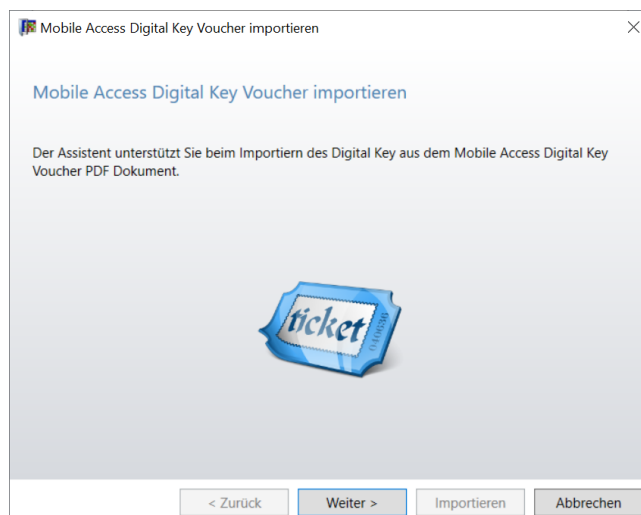 Mobile Access Digital Key Voucher importieren
Mobile Access Digital Key Voucher importieren
Der Assistent unterstützt Sie beim Importiern des Digital Key aus dem Mobile Access Digital Key
Voucher PDF Dokument.
ticket
040636
< Zurück
Weiter >
Importieren
Abbrechen